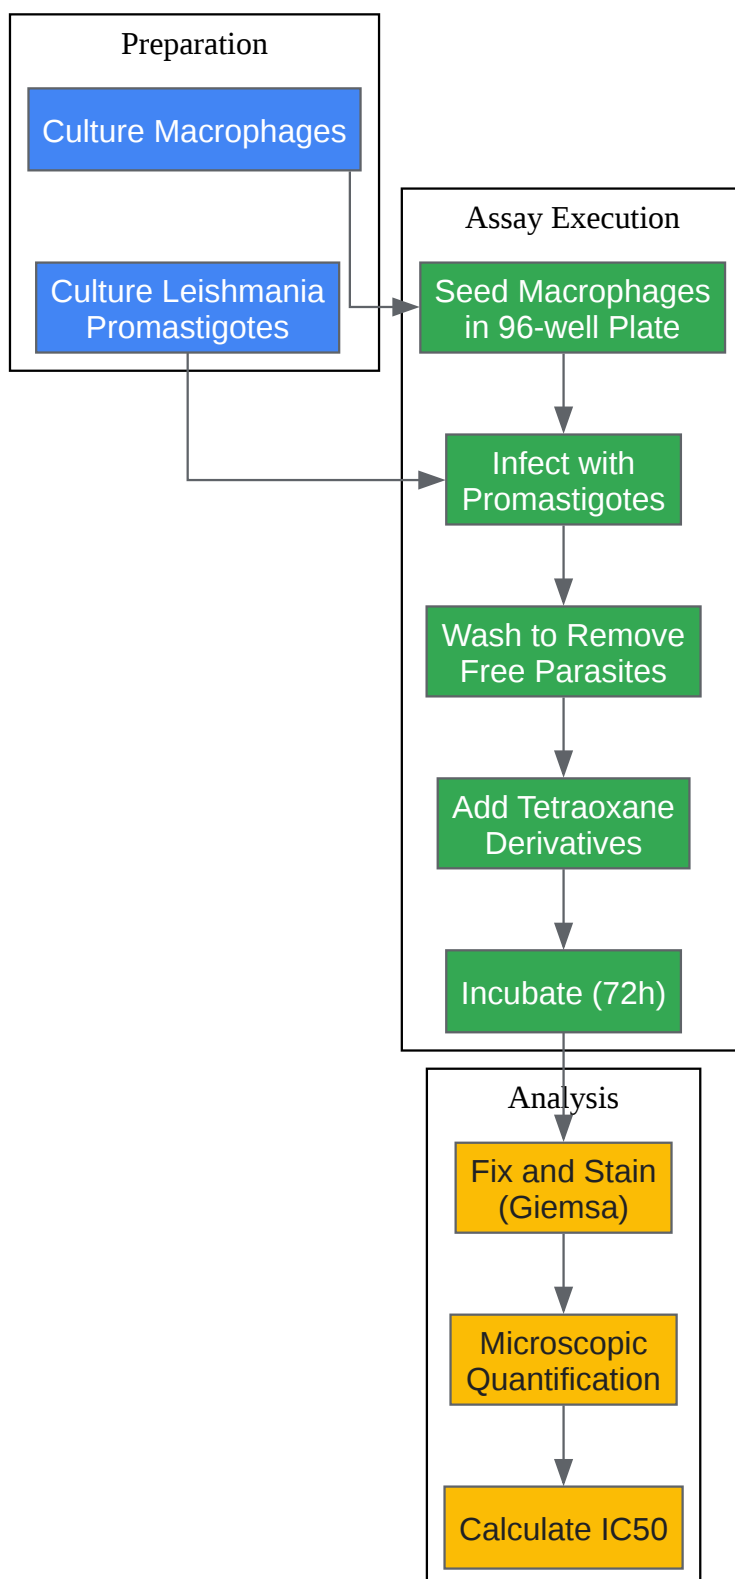 Preparation
Culture Macrophages
Culture Leishmania
Promastigotes
Assay Execution
Seed Macrophages
in 96-well Plate
Infect with
Promastigotes
Wash to Remove
Free Parasites
Add Tetraoxane
Derivatives
Incubate (72h)
Analysis
Fix and Stain
(Giemsa)
Microscopic
Quantification
Calculate IC50